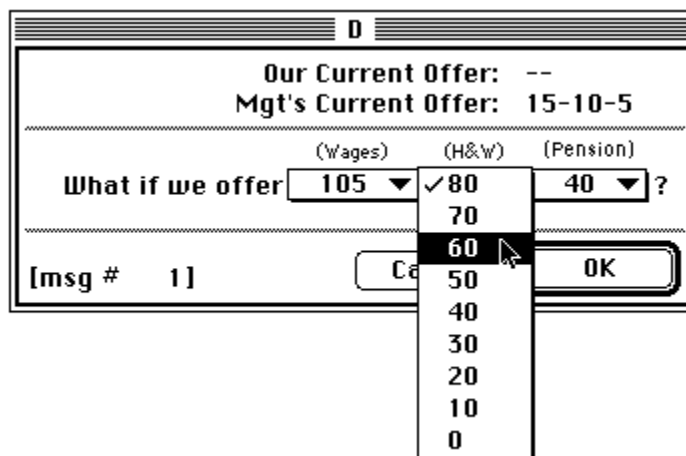 D
Our Current Offer: --
Mgt's Current Offer: 15-10-5
(Wages) (H&W) (Pension)
What if we offer 105 ✓80 40 ?
70
60
[msg # 1] Ca OK
50
40
30
20
10
0